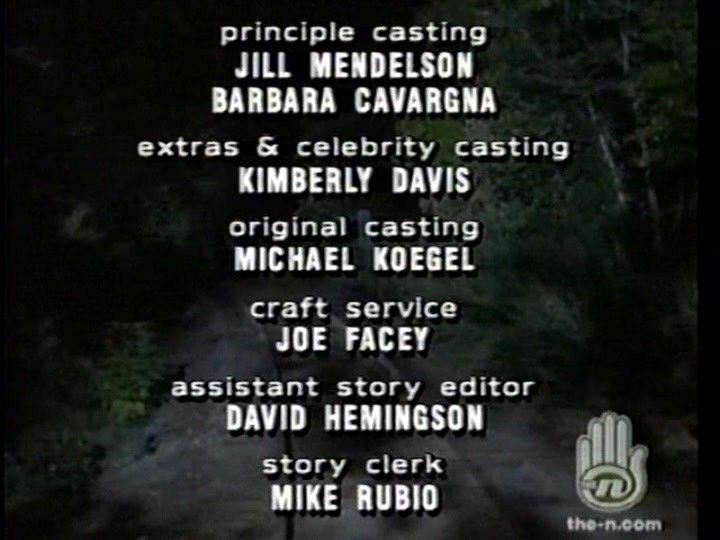 principle casting
JILL MENDELSON
BARBARA CAVARGNA
extras & celebrity casting
KIMBERLY DAVIS
original casting
MICHAEL KOEGEL
craft service
JOE FACEY
assistant story editor
DAVID HEMINGSON
story clerk
MIKE RUBIO
n
the-n.com